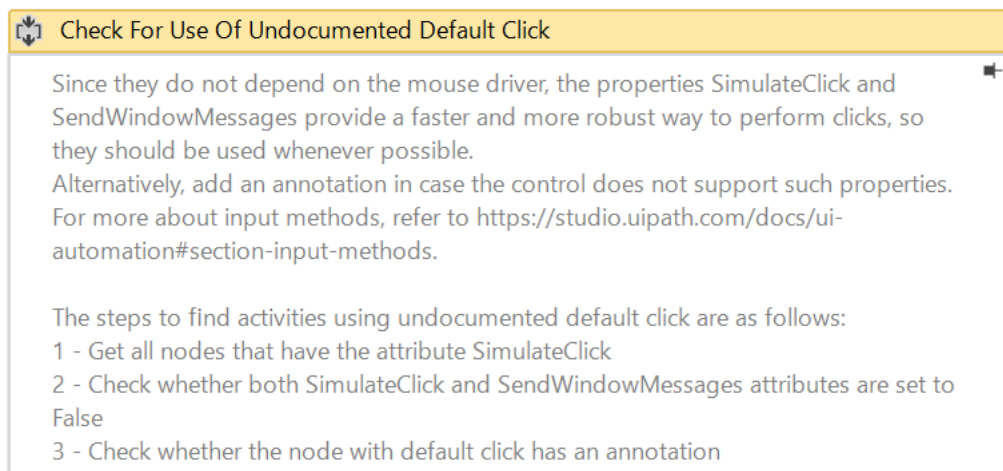 Check For Use Of Undocumented Default Click
Since they do not depend on the mouse driver, the properties SimulateClick and
SendWindowMessages provide a faster and more robust way to perform clicks, so
they should be used whenever possible.
Alternatively, add an annotation in case the control does not support such properties.
For more about input methods, refer to https://studio.uipath.com/docs/ui-
automation#section-input-methods.
The steps to find activities using undocumented default click are as follows:
1 - Get all nodes that have the attribute SimulateClick
2 - Check whether both SimulateClick and SendWindowMessages attributes are set to
False
3 - Check whether the node with default click has an annotation